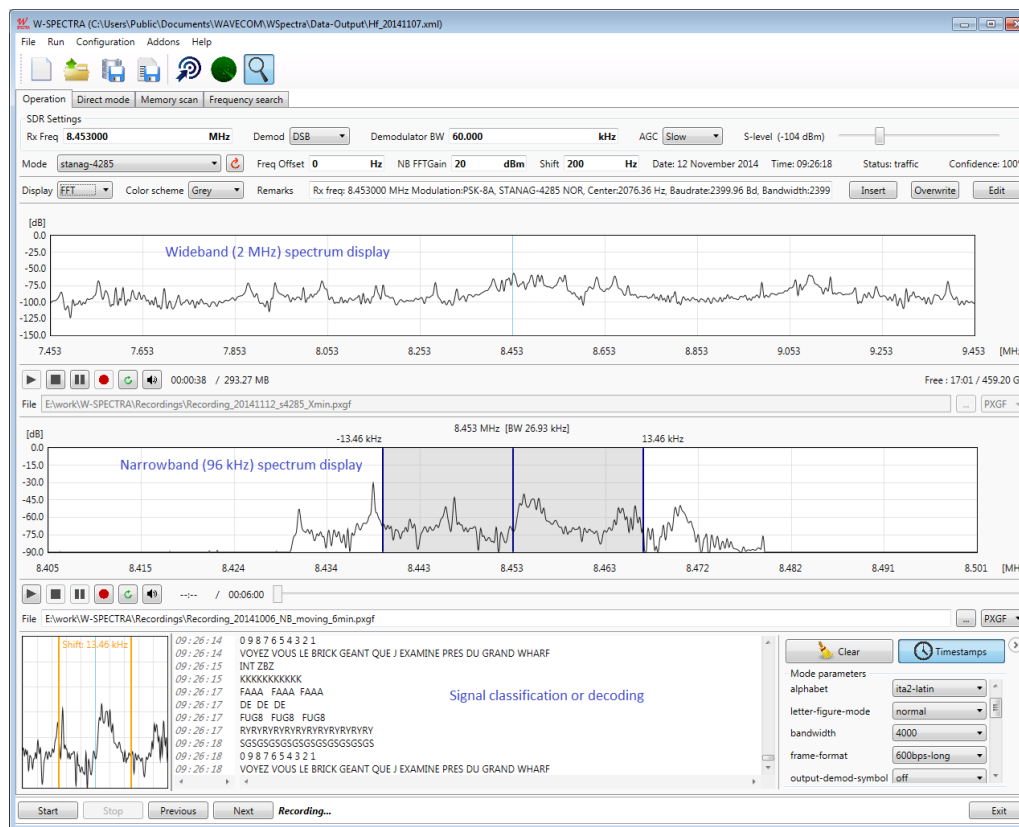 W-SPECTRA (C:\Users\Public\Documents\WAVECOM\WSpectra\Data-Output\Hf_20141107.xml)
File Run Configuration Addons Help
Operation Direct mode Memory scan Frequency search
SDR Settings
Rx Freq 8.453000 MHz Demod DSB Demodulator BW 60.000 kHz AGC Slow S-level (-104 dBm)
Mode stanag-4285 Freq Offset 0 Hz NB FFTGain 20 dBm Shift 200 Hz Date: 12 November 2014 Time: 09:26:18 Status: traffic Confidence: 100%
Display FFT Color scheme Grey Remarks Rx freq: 8.453000 MHz Modulation:PSK-8A, STANAG-4285 NOR, Center:2076.36 Hz, Baudrate:2399.96 Bd, Bandwidth:2399 Insert Overwrite Edit
[dB]
0.0
Wideband (2 MHz) spectrum display
-25.0
-50.0
-75.0
-100.0
-125.0
-150.0
7.453 7.653 7.853 8.053 8.253 8.453 8.653 8.853 9.053 9.253 9.453 [MH
00:00:38 / 293.27 MB Free : 17:01 / 459.20 G
File E:\work\W-SPECTRA\Recordings\Recording_20141112_s4285_Xmin.pxgf ... PXGF
8.453 MHz [BW 26.93 kHz]
[dB] -13.46 kHz 13.46 kHz
0.0
-15.0 Narrowband (96 kHz) spectrum display
-30.0
-45.0
-60.0
-75.0
-90.0
8.405 8.415 8.424 8.434 8.443 8.453 8.463 8.472 8.482 8.491 8.501 [MH
--:-- / 00:06:00
File E:\work\W-SPECTRA\Recordings\Recording_20141006_NB_moving_6min.pxgf ... PXGF
Shift: 13.46 kHz
09:26:14 0 9 8 7 6 5 4 3 2 1
09:26:14 VOYEZ VOUS LE BRICK GEANT QUE J EXAMINE PRES DU GRAND WHARF
09:26:15 INT ZBZ
09:26:15 KKKKKKKKKKK
09:26:17 FAAA FAAA FAAA
09:26:17 DE DE DE
09:26:17 FUG8 FUG8 FUG8
09:26:17 RYRYRYRYRYRYRYRYRYRYRY
09:26:18 SGSGSGSGSGSGSGSGSGSGSG
09:26:18 0 9 8 7 6 5 4 3 2 1
09:26:18 VOYEZ VOUS LE BRICK GEANT QUE J EXAMINE PRES DU GRAND WHARF
Signal classification or decoding
Clear Timestamps
Mode parameters
alphabet ita2-latin
letter-figure-mode normal
bandwidth 4000
frame-format 600bps-long
output-demod-symbol off
Start Stop Previous Next Recording... Exit